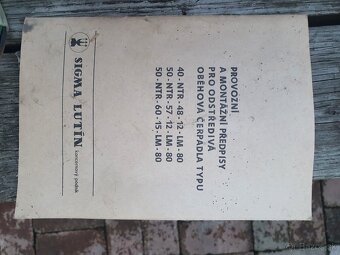 PROVOZNÍ
A MONTÁŽNÍ PŘEDPISY
PRO ODSTŘEDIVÁ
OBĚHOVÁ ČERPADLA TYPU
40-NTR-48-12-LM-80
50-NTR-57-12-LM-80
50-NTR-60-15-LM-80
SIGMA LUTÍN
koncernový podnik